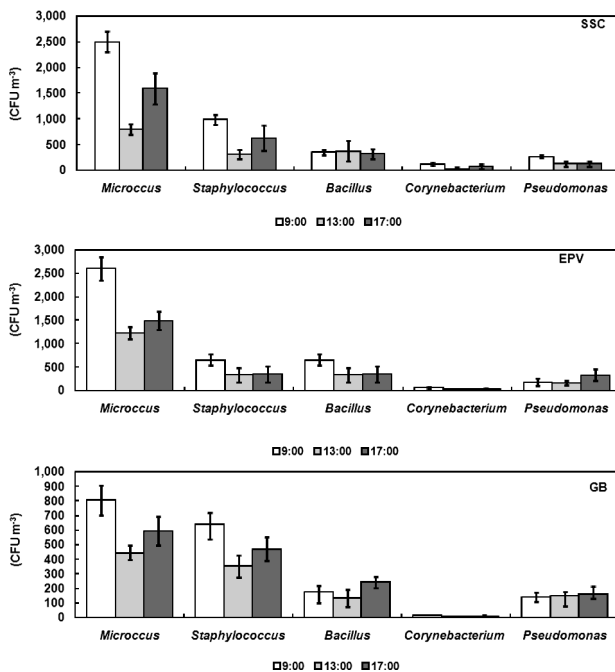 SSC
(CFU m-3)
3,000
2,500
2,000
1,500
1,000
500
0
Microccus Staphylococcus Bacillus Corynebacterium Pseudomonas
9:00 13:00 17:00
EPV
(CFU m-3)
3,000
2,500
2,000
1,500
1,000
500
0
Microccus Staphylococcus Bacillus Corynebacterium Pseudomonas
9:00 13:00 17:00
GB
(CFU m-3)
1,000
900
800
700
600
500
400
300
200
100
0
Microccus Staphylococcus Bacillus Corynebacterium Pseudomonas
9:00 13:00 17:00